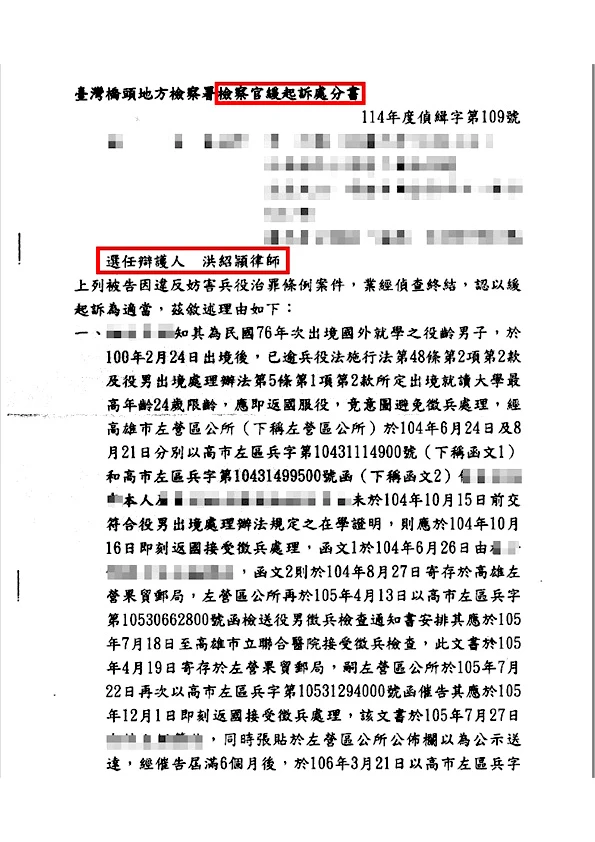 臺灣橋頭地方檢察署檢察官緩起訴處分書
114年度偵緝字第109號
選任辯護人 洪紹頴律師
上列被告因違反妨害兵役治罪條例案件，業經偵查終結，認以緩
起訴為適當，茲敘述理由如下：
一、知其為民國76年次出境國外就學之役齡男子，於
100年2月24日出境後，已逾兵役法施行法第48條第2項第2款
及役男出境處理辦法第5條第1項第2款所定出境就讀大學最
高年齡24歲限齡，應即返國服役，竟意圖避免徵兵處理，經
高雄市左營區公所（下稱左營區公所）於104年6月24日及8
月21日分別以高市左區兵字第10431114900號（下稱函文1）
和高市左區兵字第10431499500號函（下稱函文2）
本人及未於104年10月15日前交
符合役男出境處理辦法規定之在學證明，則應於104年10月
16日即刻返國接受徵兵處理，函文1於104年6月26日由
，函文2則於104年8月27日寄存於高雄左
營果貿郵局，左營區公所再於105年4月13日以高市左區兵字
第10530662800號函檢送役男徵兵檢查通知書安排其應於105
年7月18日至高雄市立聯合醫院接受徵兵檢查，此文書於105
年4月19日寄存於左營果貿郵局，嗣左營區公所於105年7月
22日再次以高市左區兵字第10531294000號函催告其應於105
年12月1日即刻返國接受徵兵處理，該文書於105年7月27日
，同時張貼於左營區公所公佈欄以為公示送
達，經催告屆滿6個月後，於106年3月21日以高市左區兵字